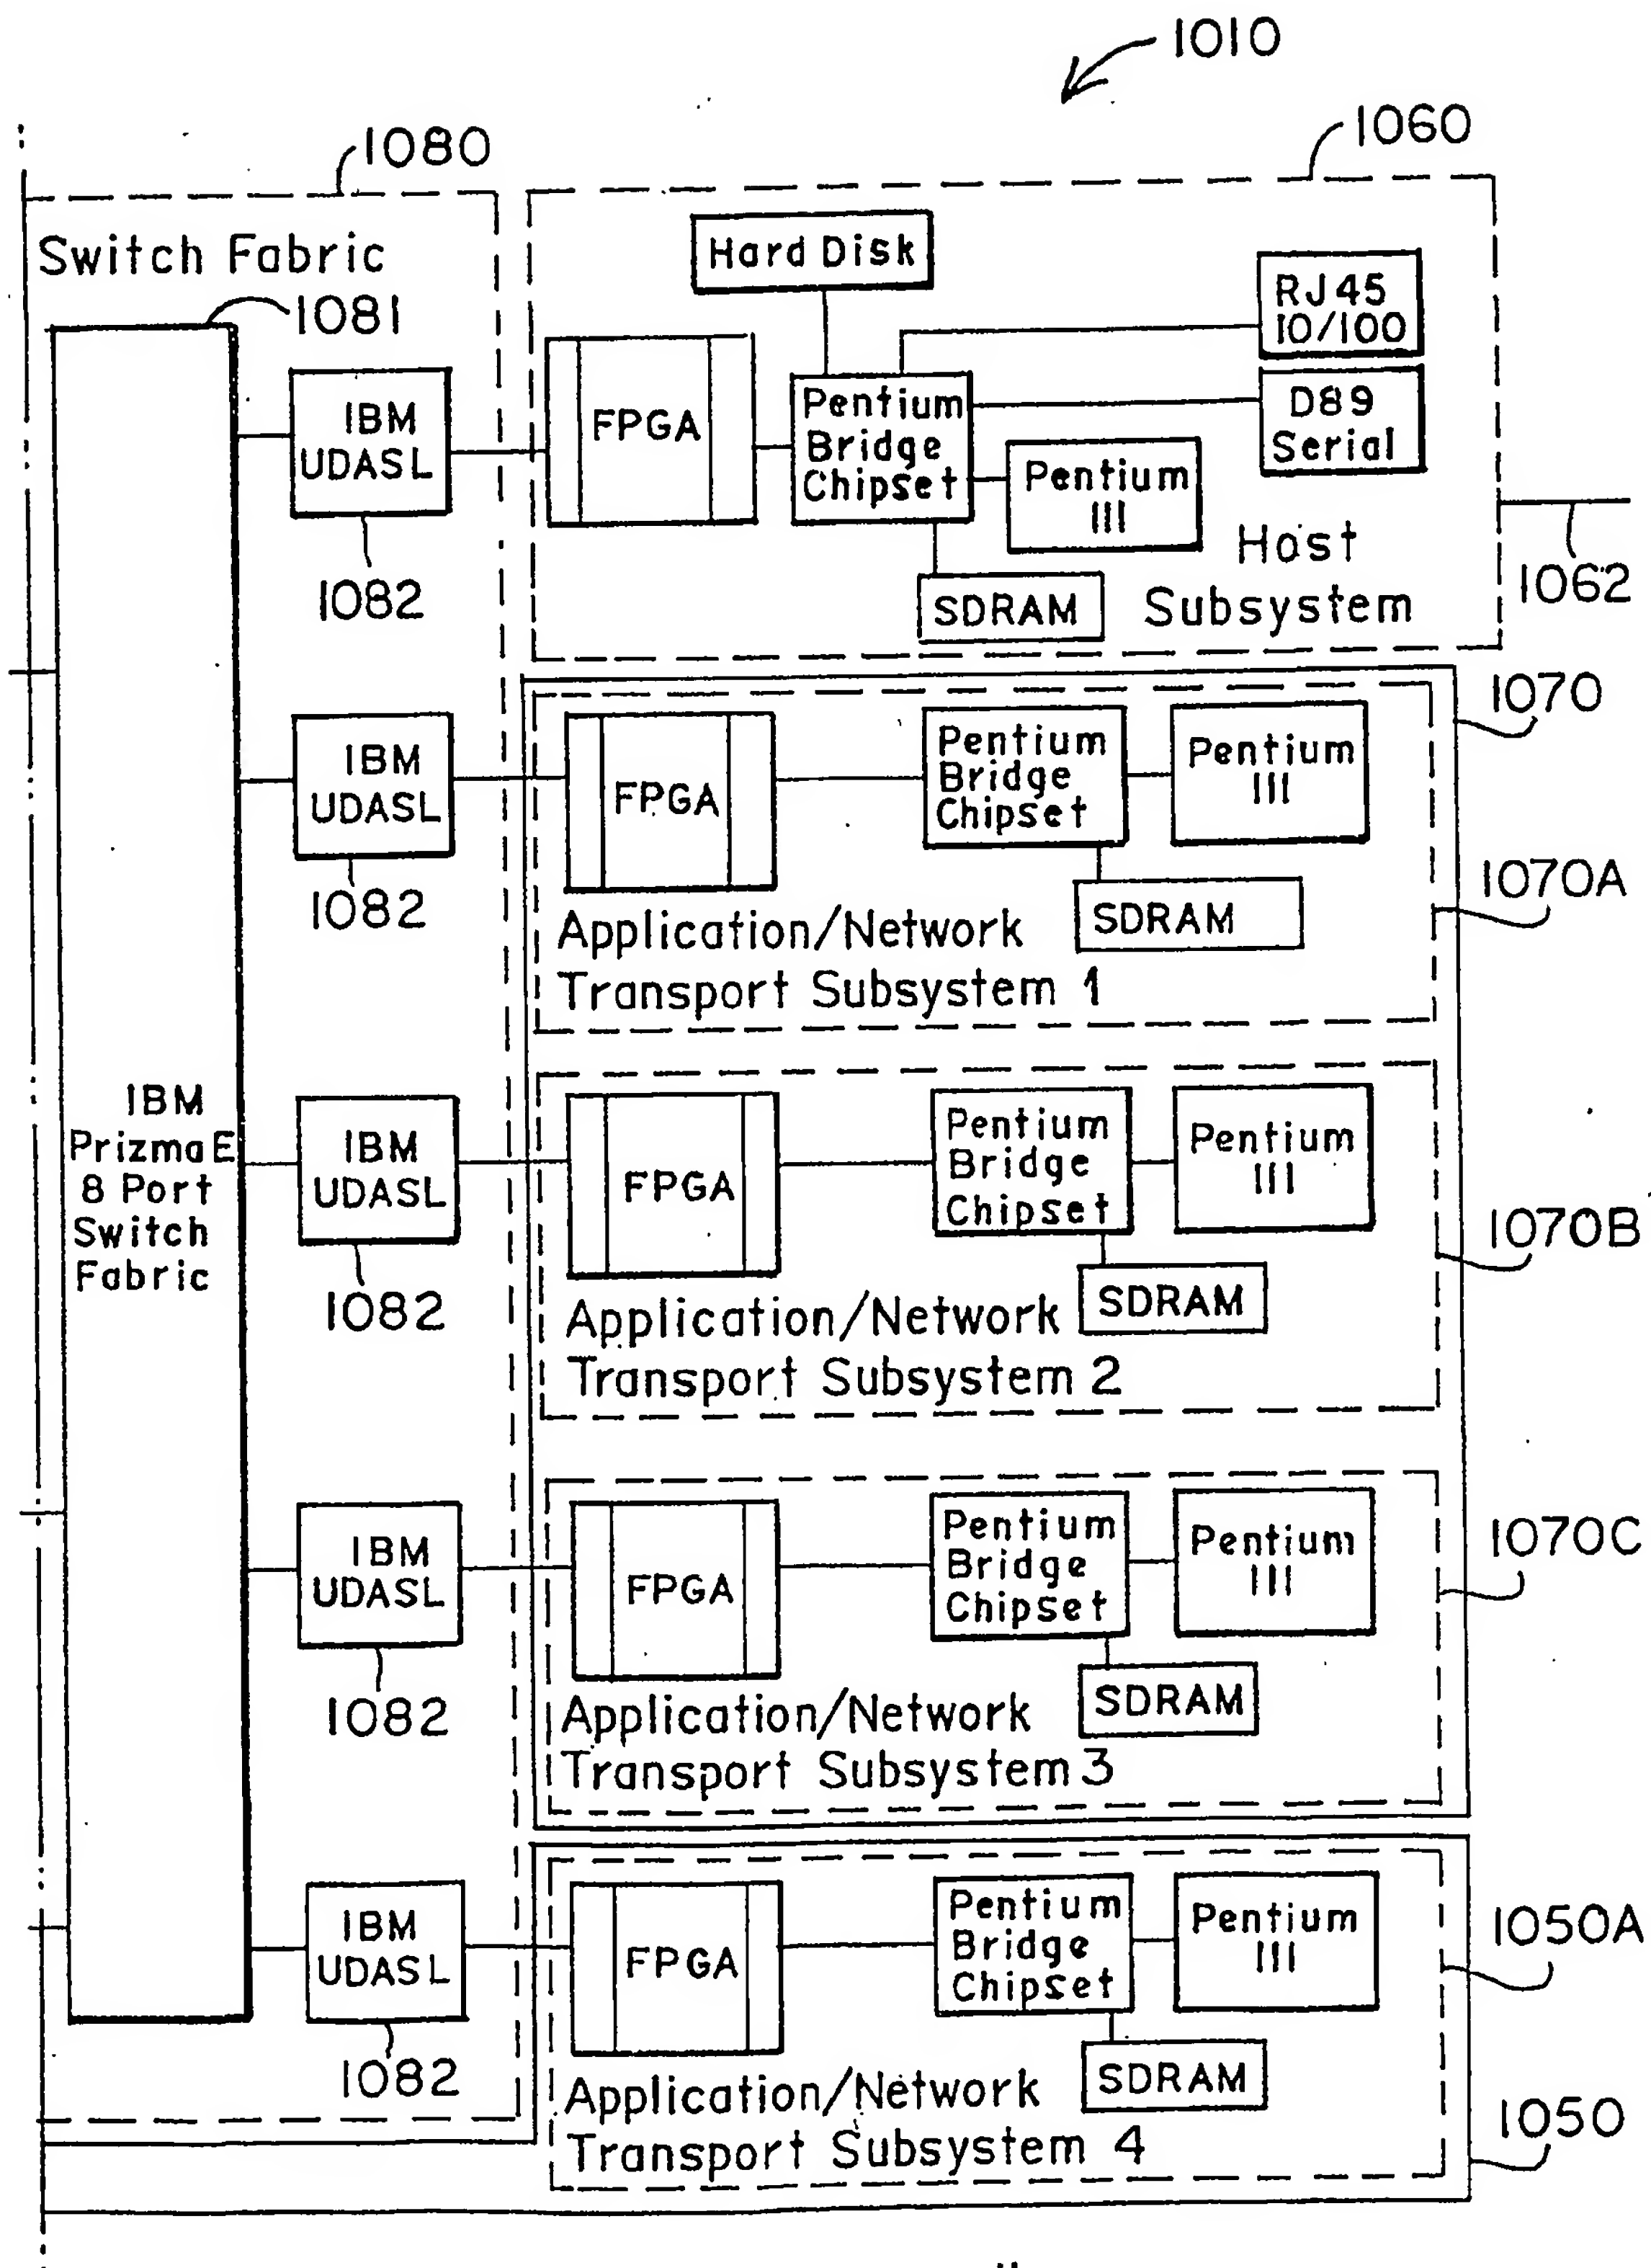 1010
1080
1060
Switch Fabric
1081
Hard Disk
RJ45
10/100
IBM
UDASL
FPGA
Pentium
Bridge
Chipset
D89
Serial
Pentium
III
Host
Subsystem
SDRAM
1082
1062
1070
IBM
UDASL
FPGA
Pentium
Bridge
Chipset
Pentium
III
1082
1070A
SDRAM
Application/Network
Transport Subsystem 1
IBM
PrizmaE
8 Port
Switch
Fabric
IBM
UDASL
FPGA
Pentium
Bridge
Chipset
Pentium
III
1070B
1082
SDRAM
Application/Network
Transport Subsystem 2
IBM
UDASL
FPGA
Pentium
Bridge
Chipset
Pentium
III
1070C
1082
SDRAM
Application/Network
Transport Subsystem 3
IBM
UDASL
FPGA
Pentium
Bridge
Chipset
Pentium
III
1050A
1082
SDRAM
Application/Network
Transport Subsystem 4
1050